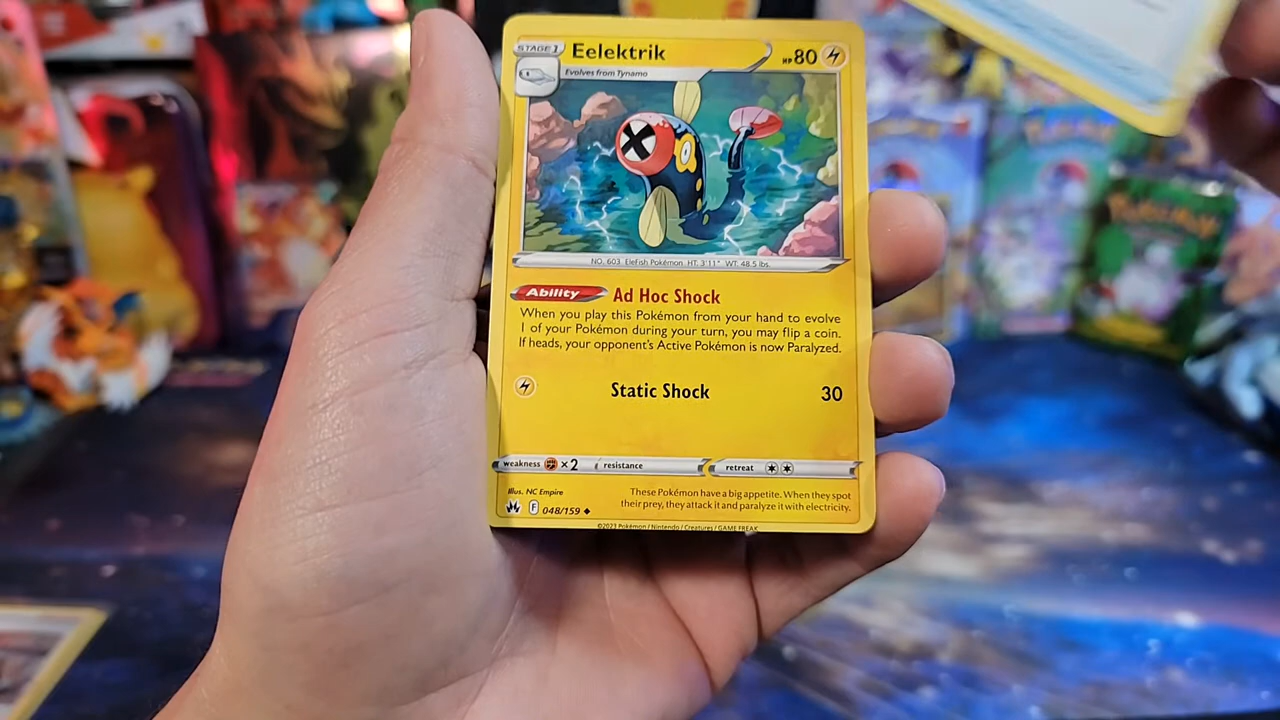 STAGE 1
Eelektrik
HP 80
Evolves from Tynamo
NO. 603 EleFish Pokémon HT: 3'11" WT: 48.5 lbs.
Ability Ad Hoc Shock
When you play this Pokémon from your hand to evolve
1 of your Pokémon during your turn, you may flip a coin.
If heads, your opponent's Active Pokémon is now Paralyzed.
Static Shock 30
weakness ×2 resistance retreat
Illus. NC Empire
These Pokémon have a big appetite. When they spot
their prey, they attack it and paralyze it with electricity.
F 048/159
©2023 Pokémon / Nintendo / Creatures / GAME FREAK
Pokémon